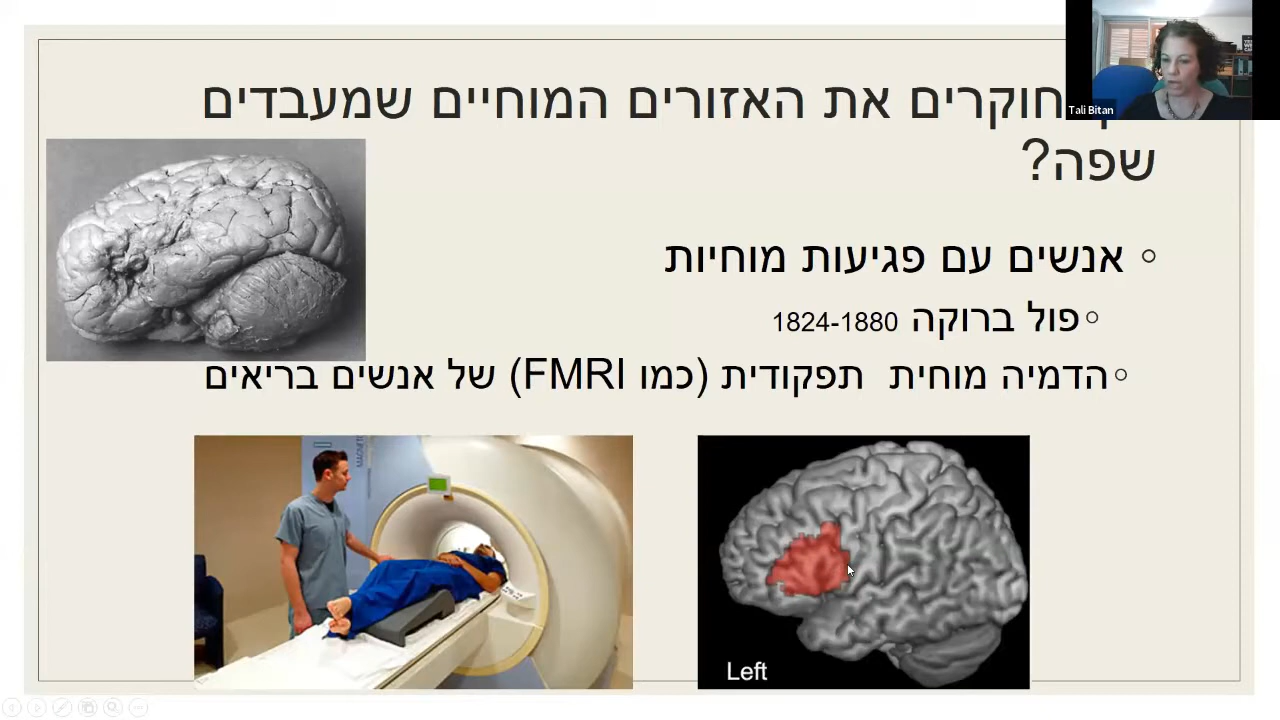 חוקרים את האזורים המוחיים שמעבדים
שפה?
אנשים עם פגיעות מוחיות
פול ברוקה 1824-1880
הדמיה מוחית תפקודית (כמו FMRI) של אנשים בריאים
Left
Tali Bitan